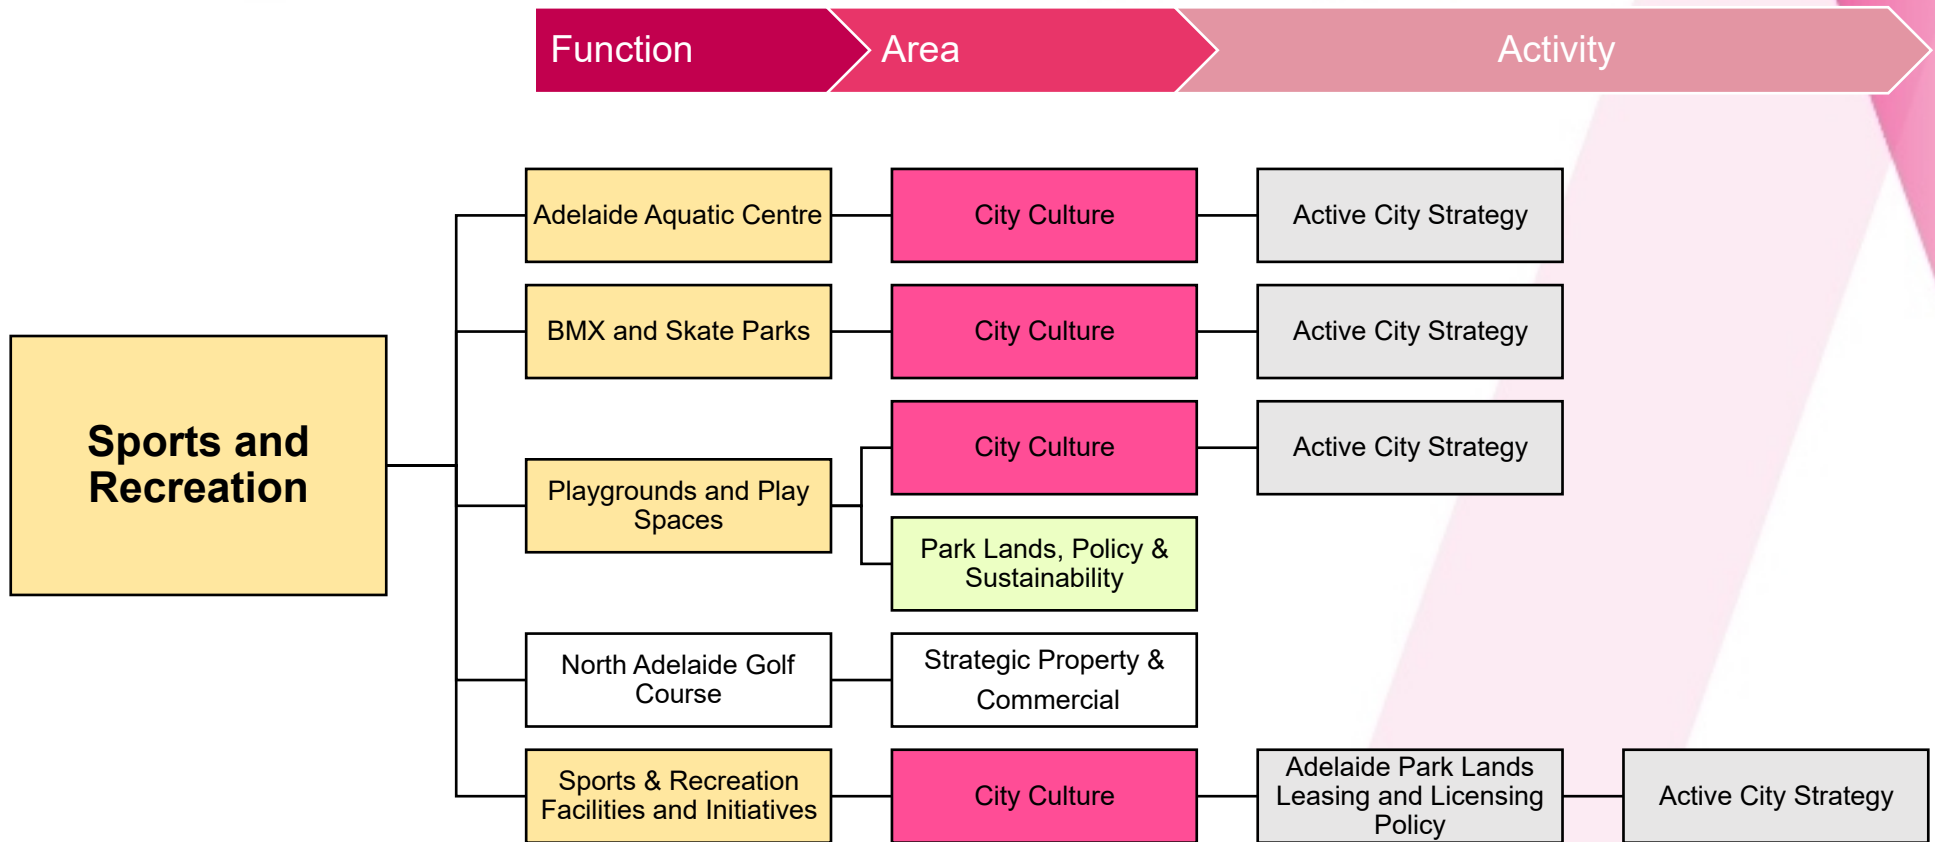 Function
Area
Activity
Adelaide Aquatic Centre
City Culture
Active City Strategy
BMX and Skate Parks
City Culture
Active City Strategy
Sports and
Recreation
Playgrounds and Play
Spaces
City Culture
Active City Strategy
Park Lands, Policy &
Sustainability
North Adelaide Golf
Course
Strategic Property &
Commercial
Sports & Recreation
Facilities and Initiatives
City Culture
Adelaide Park Lands
Leasing and Licensing
Policy
Active City Strategy